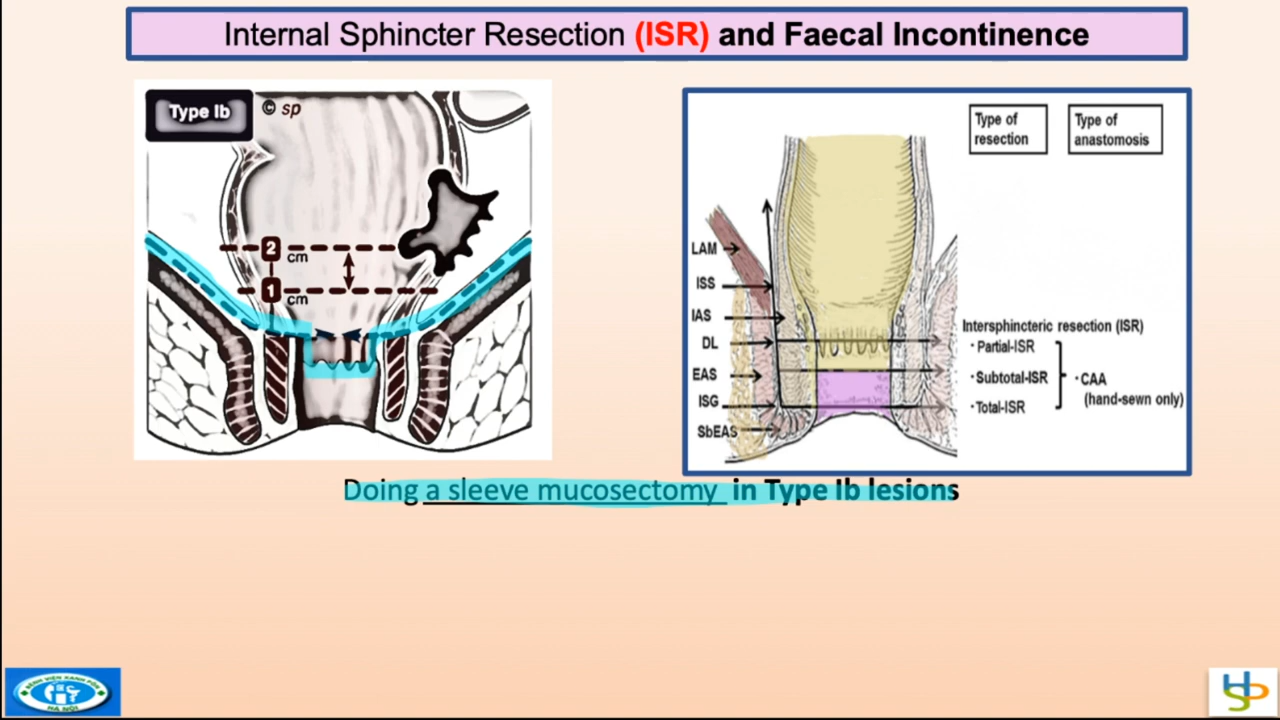 Internal Sphincter Resection (ISR) and Faecal Incontinence
Type Ib
© sp
2 cm
1 cm
Type of
resection
Type of
anastomosis
LAM
ISS
IAS
DL
EAS
ISG
SbEAS
Intersphincteric resection (ISR)
· Partial-ISR
· Subtotal-ISR
· Total-ISR
· CAA
(hand-sewn only)
Doing a sleeve mucosectomy in Type Ib lesions
HÀ NỘI